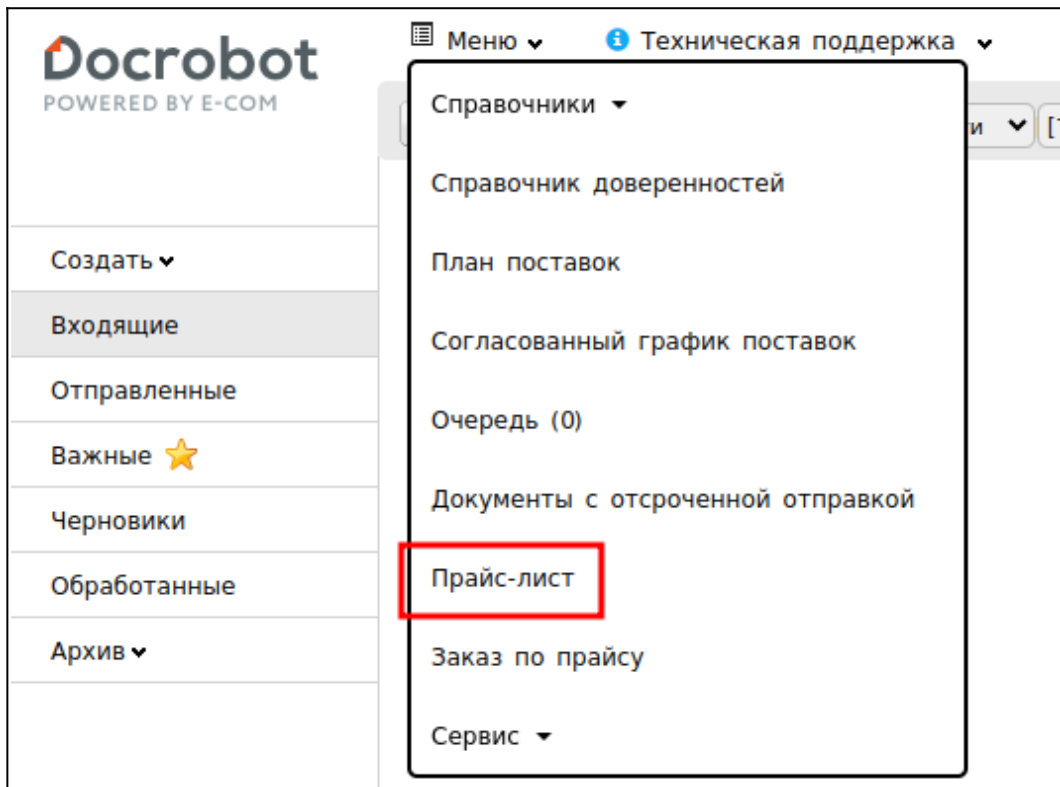 Docrobot
POWERED BY E-COM
Меню
Техническая поддержка
Справочники
Справочник доверенностей
План поставок
Согласованный график поставок
Очередь (0)
Документы с отсроченной отправкой
Прайс-лист
Заказ по прайсу
Сервис
Создать
Входящие
Отправленные
Важные
Черновики
Обработанные
Архив